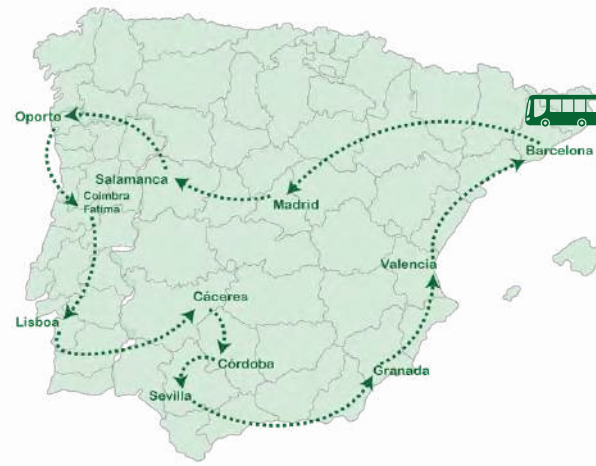 Oporto
Barcelona
Salamanca
Coimbra
Fatima
Madrid
Valencia
Cáceres
Lisboa
Córdoba
Granada
Sevilla